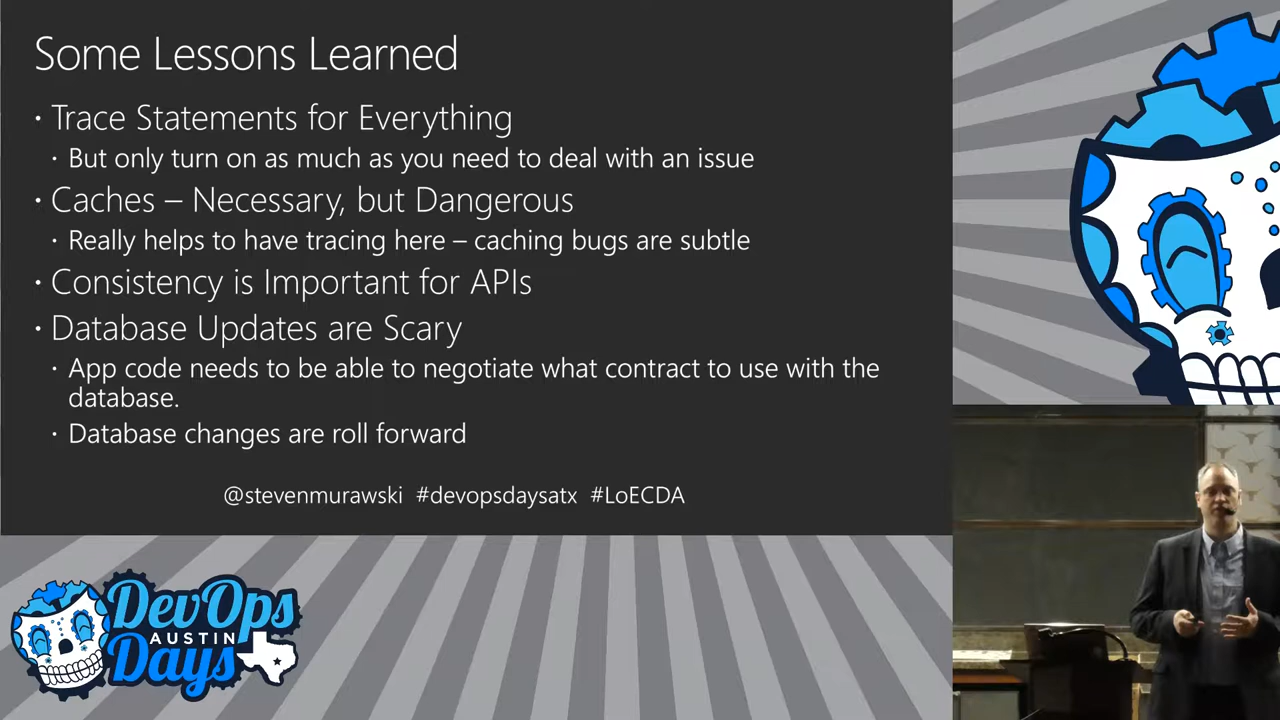 Some Lessons Learned
• Trace Statements for Everything
• But only turn on as much as you need to deal with an issue
• Caches – Necessary, but Dangerous
• Really helps to have tracing here – caching bugs are subtle
• Consistency is Important for APIs
• Database Updates are Scary
• App code needs to be able to negotiate what contract to use with the
database.
• Database changes are roll forward
@stevenmurawski #devopsdaysatx #LoECDA
DevOps
AUSTIN
Days